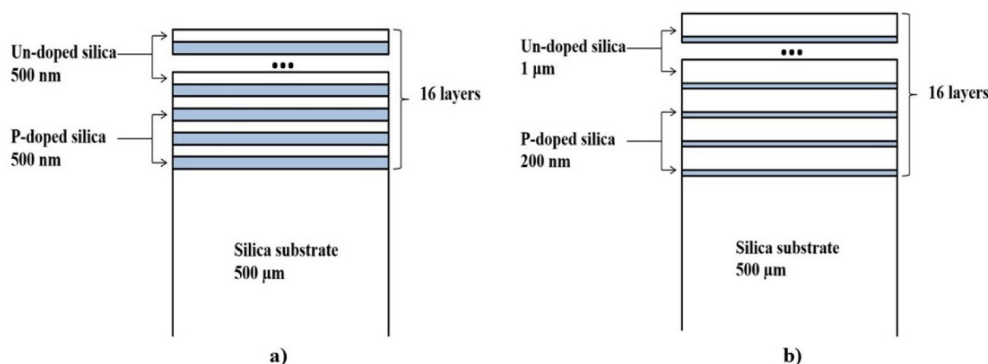 Un-doped silica
500 nm
P-doped silica
500 nm
16 layers
Silica substrate
500 µm
a)
Un-doped silica
1 µm
P-doped silica
200 nm
16 layers
Silica substrate
500 µm
b)